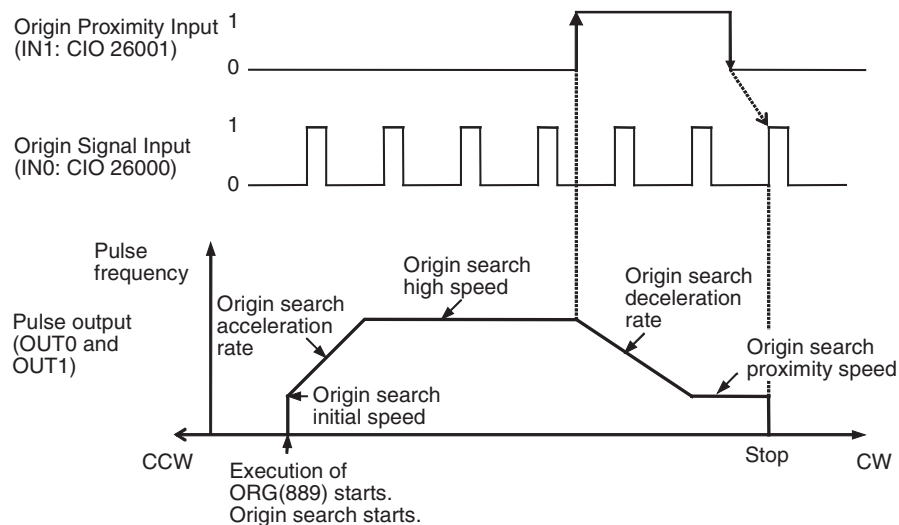 Origin Proximity Input
(IN1: CIO 26001)
1
0
Origin Signal Input
(IN0: CIO 26000)
1
0
Pulse
frequency
Pulse output
(OUT0 and
OUT1)
Origin search
acceleration
rate
Origin search
high speed
Origin search
deceleration
rate
Origin search
proximity speed
Origin search
initial speed
CCW
Stop
CW
Execution of
ORG(889) starts.
Origin search starts.